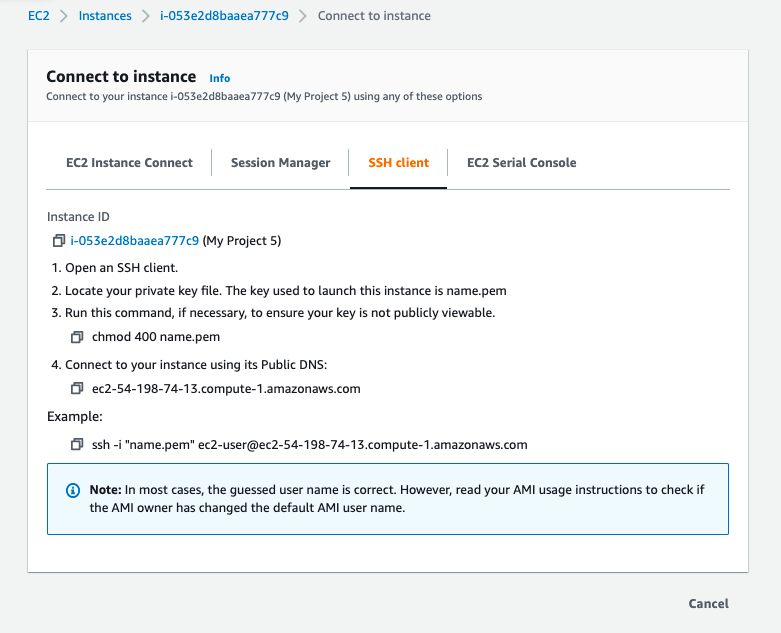 EC2 > Instances > i-053e2d8baaea777c9 > Connect to instance
Connect to instance Info
Connect to your instance i-053e2d8baaea777c9 (My Project 5) using any of these options
EC2 Instance Connect Session Manager SSH client EC2 Serial Console
Instance ID
i-053e2d8baaea777c9 (My Project 5)
1. Open an SSH client.
2. Locate your private key file. The key used to launch this instance is name.pem
3. Run this command, if necessary, to ensure your key is not publicly viewable.
chmod 400 name.pem
4. Connect to your instance using its Public DNS:
ec2-54-198-74-13.compute-1.amazonaws.com
Example:
ssh -i "name.pem" ec2-user@ec2-54-198-74-13.compute-1.amazonaws.com
Note: In most cases, the guessed user name is correct. However, read your AMI usage instructions to check if
the AMI owner has changed the default AMI user name.
Cancel